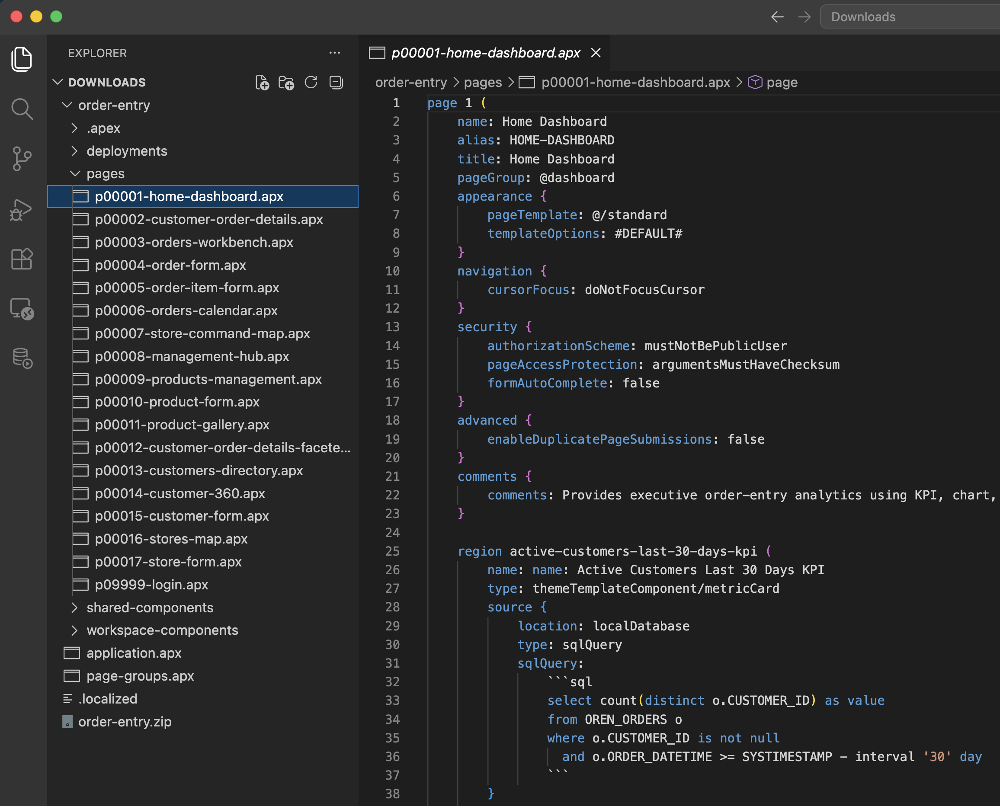 Downloads
EXPLORER
DOWNLOADS
order-entry
.apex
deployments
pages
p00001-home-dashboard.apx
p00002-customer-order-details.apx
p00003-orders-workbench.apx
p00004-order-form.apx
p00005-order-item-form.apx
p00006-orders-calendar.apx
p00007-store-command-map.apx
p00008-management-hub.apx
p00009-products-management.apx
p00010-product-form.apx
p00011-product-gallery.apx
p00012-customer-order-details-facete...
p00013-customers-directory.apx
p00014-customer-360.apx
p00015-customer-form.apx
p00016-stores-map.apx
p00017-store-form.apx
p09999-login.apx
shared-components
workspace-components
application.apx
page-groups.apx
.localized
order-entry.zip
p00001-home-dashboard.apx
order-entry > pages > p00001-home-dashboard.apx > page
1 page 1 (
2 name: Home Dashboard
3 alias: HOME-DASHBOARD
4 title: Home Dashboard
5 pageGroup: @dashboard
6 appearance {
7 pageTemplate: @/standard
8 templateOptions: #DEFAULT#
9 }
10 navigation {
11 cursorFocus: doNotFocusCursor
12 }
13 security {
14 authorizationScheme: mustNotBePublicUser
15 pageAccessProtection: argumentsMustHaveChecksum
16 formAutoComplete: false
17 }
18 advanced {
19 enableDuplicatePageSubmissions: false
20 }
21 comments {
22 comments: Provides executive order-entry analytics using KPI, chart,
23 }
24
25 region active-customers-last-30-days-kpi (
26 name: name: Active Customers Last 30 Days KPI
27 type: themeTemplateComponent/metricCard
28 source {
29 location: localDatabase
30 type: sqlQuery
31 sqlQuery:
32 ```sql
33 select count(distinct o.CUSTOMER_ID) as value
34 from OREN_ORDERS o
35 where o.CUSTOMER_ID is not null
36 and o.ORDER_DATETIME >= SYSTIMESTAMP - interval '30' day
37 ```
38 }